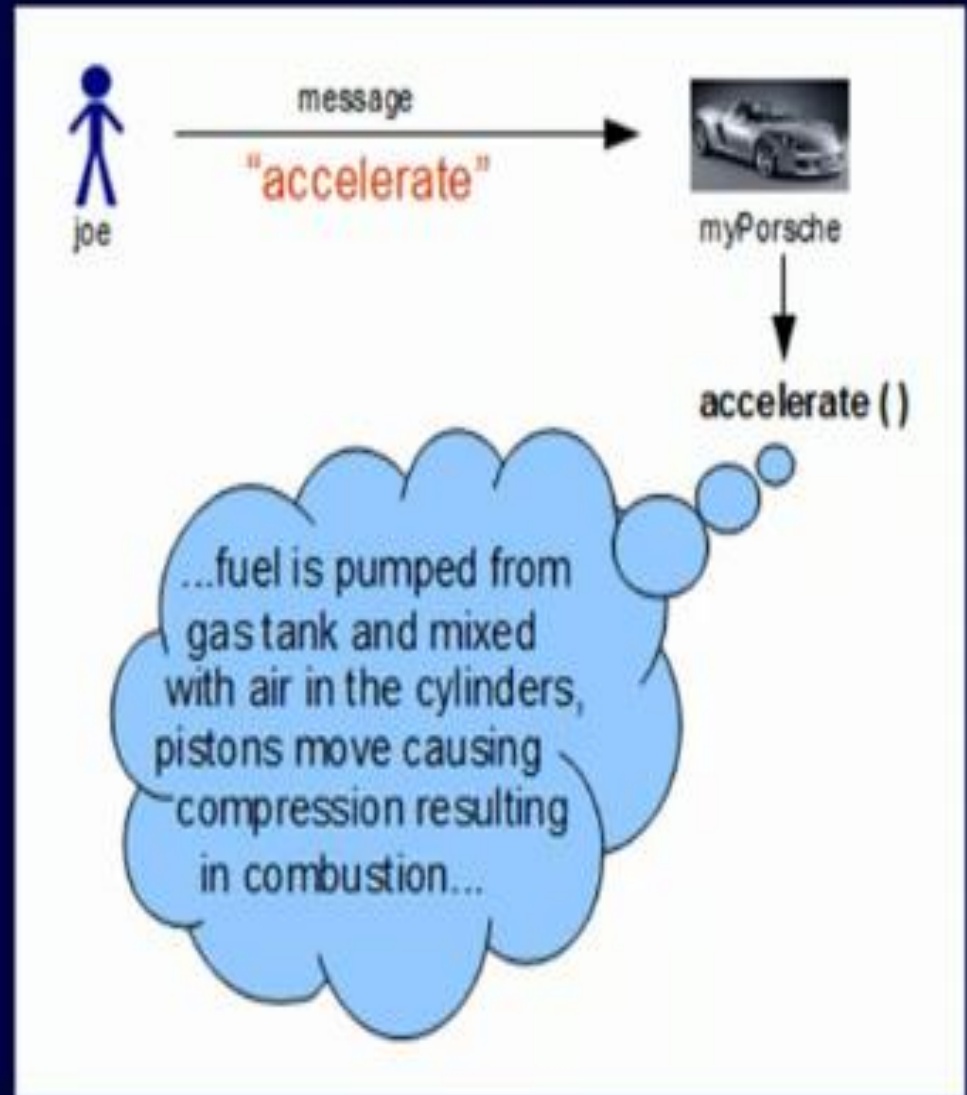 message
"accelerate"
joe
myPorsche
accelerate ( )
...fuel is pumped from
gas tank and mixed
with air in the cylinders,
pistons move causing
compression resulting
in combustion...